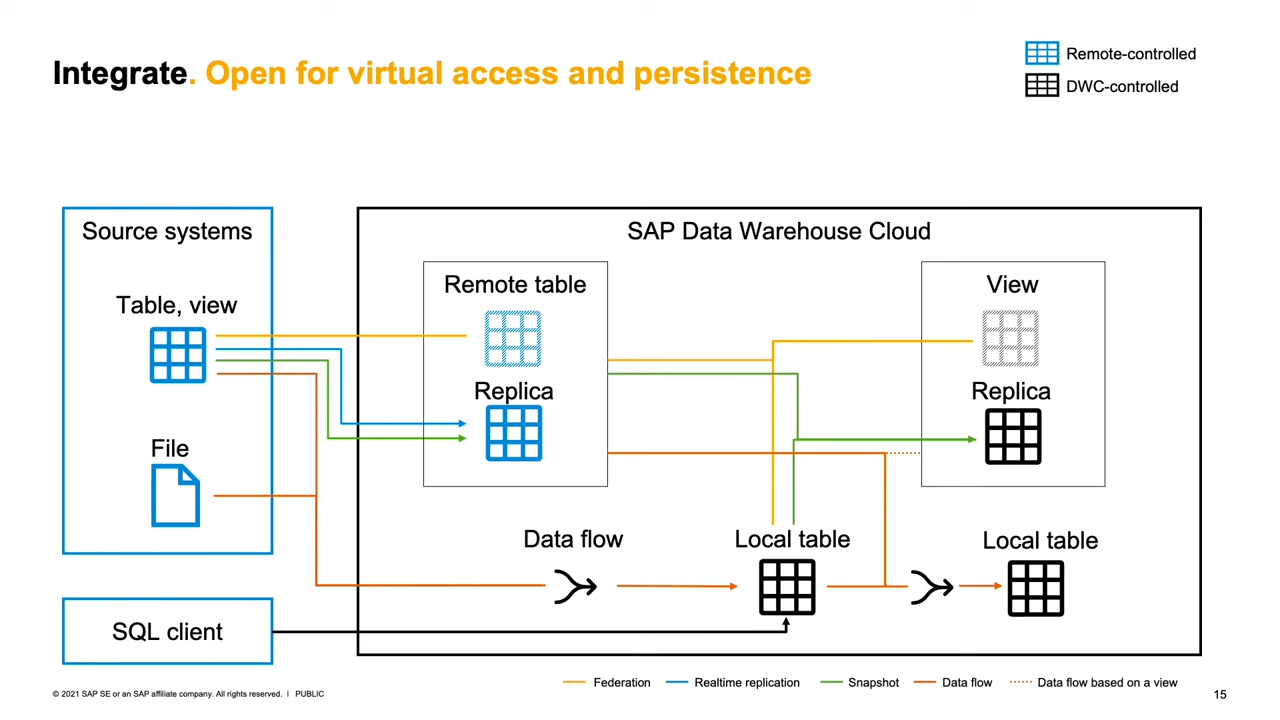 Integrate. Open for virtual access and persistence
Remote-controlled
DWC-controlled
Source systems
Table, view
File
SQL client
SAP Data Warehouse Cloud
Remote table
Replica
View
Replica
Data flow
Local table
Local table
Federation
Realtime replication
Snapshot
Data flow
Data flow based on a view
© 2021 SAP SE or an SAP affiliate company. All rights reserved. | PUBLIC
15